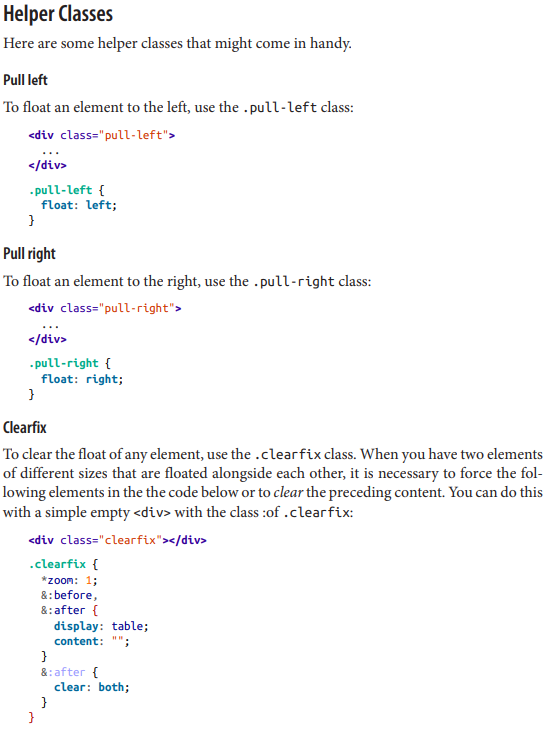 Helper Classes
Here are some helper classes that might come in handy.
Pull left
To float an element to the left, use the .pull-left class:
<div class="pull-left">
...
</div>
.pull-left {
float: left;
}
Pull right
To float an element to the right, use the .pull-right class:
<div class="pull-right">
...
</div>
.pull-right {
float: right;
}
Clearfix
To clear the float of any element, use the .clearfix class. When you have two elements
of different sizes that are floated alongside each other, it is necessary to force the fol-
lowing elements in the the code below or to clear the preceding content. You can do this
with a simple empty <div> with the class :of .clearfix:
<div class="clearfix"></div>
.clearfix {
*zoom: 1;
&:before,
&:after {
display: table;
content: "";
}
&:after {
clear: both;
}
}